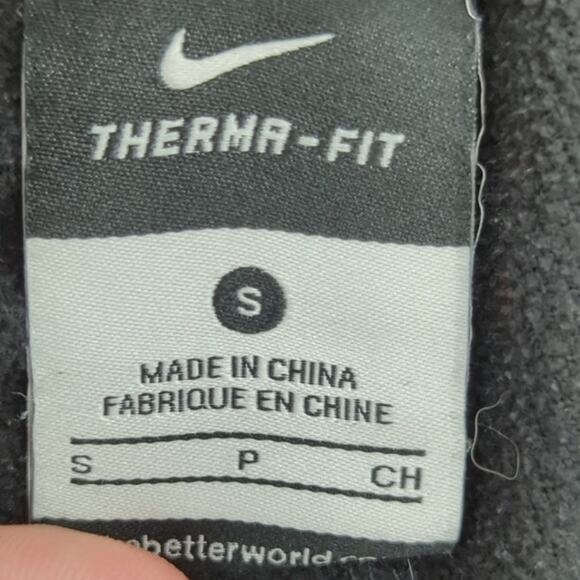 THERMA-FIT
S
MADE IN CHINA
FABRIQUE EN CHINE
S P CH